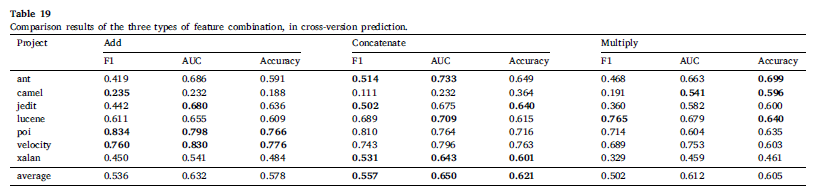 Table 19
Comparison results of the three types of feature combination, in cross-version prediction.
Project Add Concatenate Multiply
F1 AUC Accuracy F1 AUC Accuracy F1 AUC Accuracy
ant 0.419 0.686 0.591 0.514 0.733 0.649 0.468 0.663 0.699
camel 0.235 0.232 0.188 0.111 0.232 0.364 0.191 0.541 0.596
jedit 0.442 0.680 0.636 0.502 0.675 0.640 0.360 0.582 0.600
lucene 0.611 0.655 0.609 0.689 0.709 0.615 0.765 0.679 0.640
poi 0.834 0.798 0.766 0.810 0.764 0.716 0.714 0.604 0.635
velocity 0.760 0.830 0.776 0.743 0.796 0.763 0.689 0.753 0.603
xalan 0.450 0.541 0.484 0.531 0.643 0.601 0.329 0.459 0.461
average 0.536 0.632 0.578 0.557 0.650 0.621 0.502 0.612 0.605